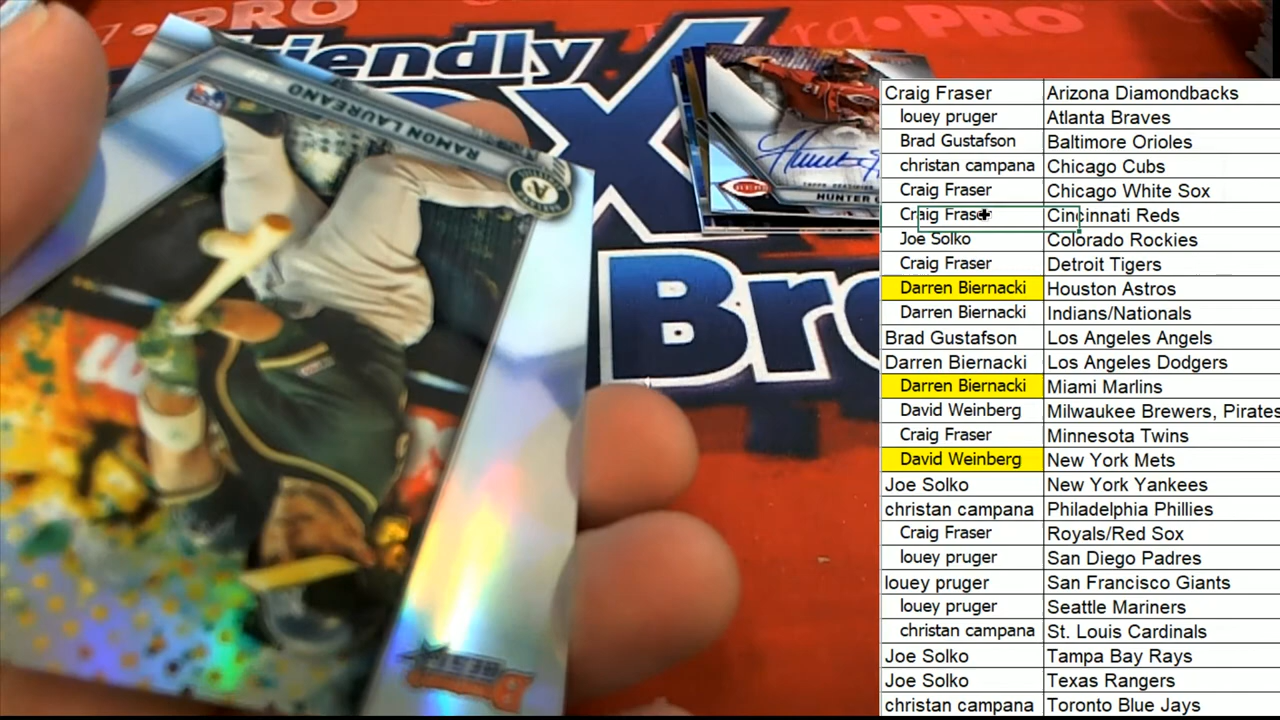 PRO
PRO
iendly
X
Bre
RAMON LAUREANO
HUNTER
Craig Fraser Arizona Diamondbacks
louey pruger Atlanta Braves
Brad Gustafson Baltimore Orioles
christan campana Chicago Cubs
Craig Fraser Chicago White Sox
Craig Fraser Cincinnati Reds
Joe Solko Colorado Rockies
Craig Fraser Detroit Tigers
Darren Biernacki Houston Astros
Darren Biernacki Indians/Nationals
Brad Gustafson Los Angeles Angels
Darren Biernacki Los Angeles Dodgers
Darren Biernacki Miami Marlins
David Weinberg Milwaukee Brewers, Pirates
Craig Fraser Minnesota Twins
David Weinberg New York Mets
Joe Solko New York Yankees
christan campana Philadelphia Phillies
Craig Fraser Royals/Red Sox
louey pruger San Diego Padres
louey pruger San Francisco Giants
louey pruger Seattle Mariners
christan campana St. Louis Cardinals
Joe Solko Tampa Bay Rays
Joe Solko Texas Rangers
christan campana Toronto Blue Jays